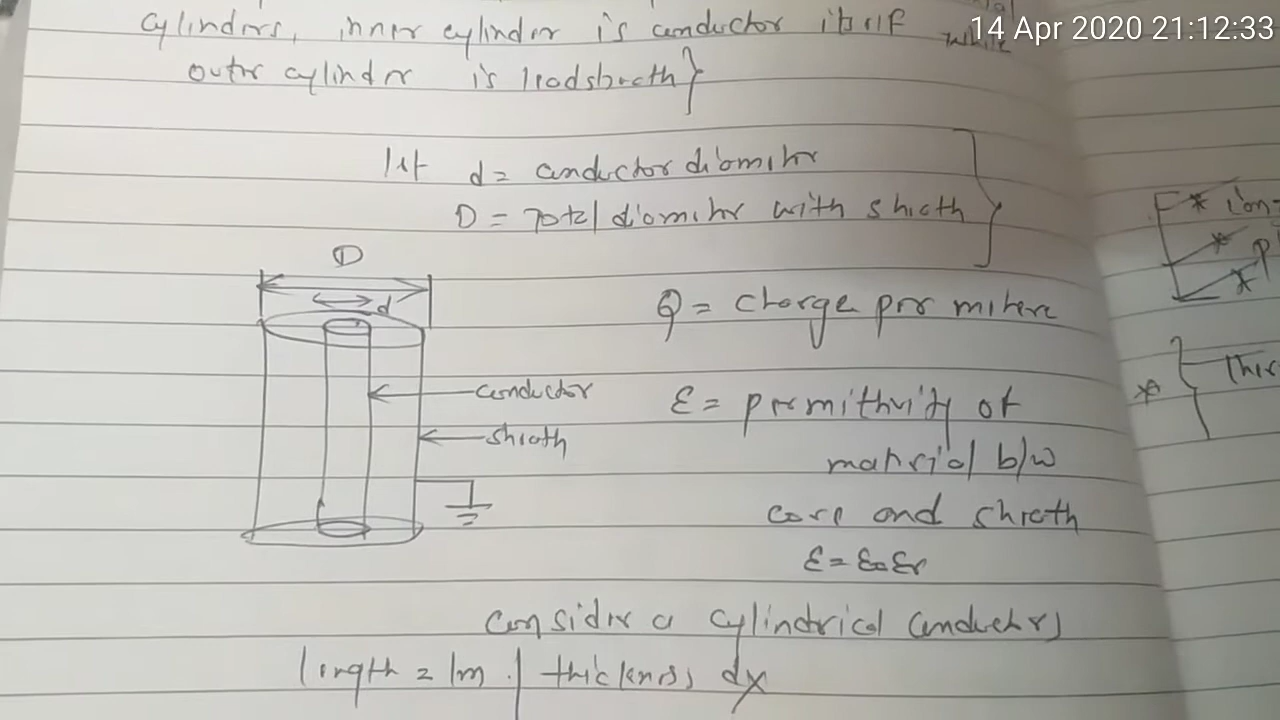 14 Apr 2020 21:12:33
cylinders, inner cylinder is conductor itself while
outer cylinder is leadsheath}
let d = conductor diameter
D = Total diameter with sheath
D
d
conductor
sheath
Q = charge per metere
ε = permittivity of
material b/w
core and sheath
ε = ε₀εr
consider a cylindrical conductor,
length = 1m. thickness dx
* 
* P
*
* {